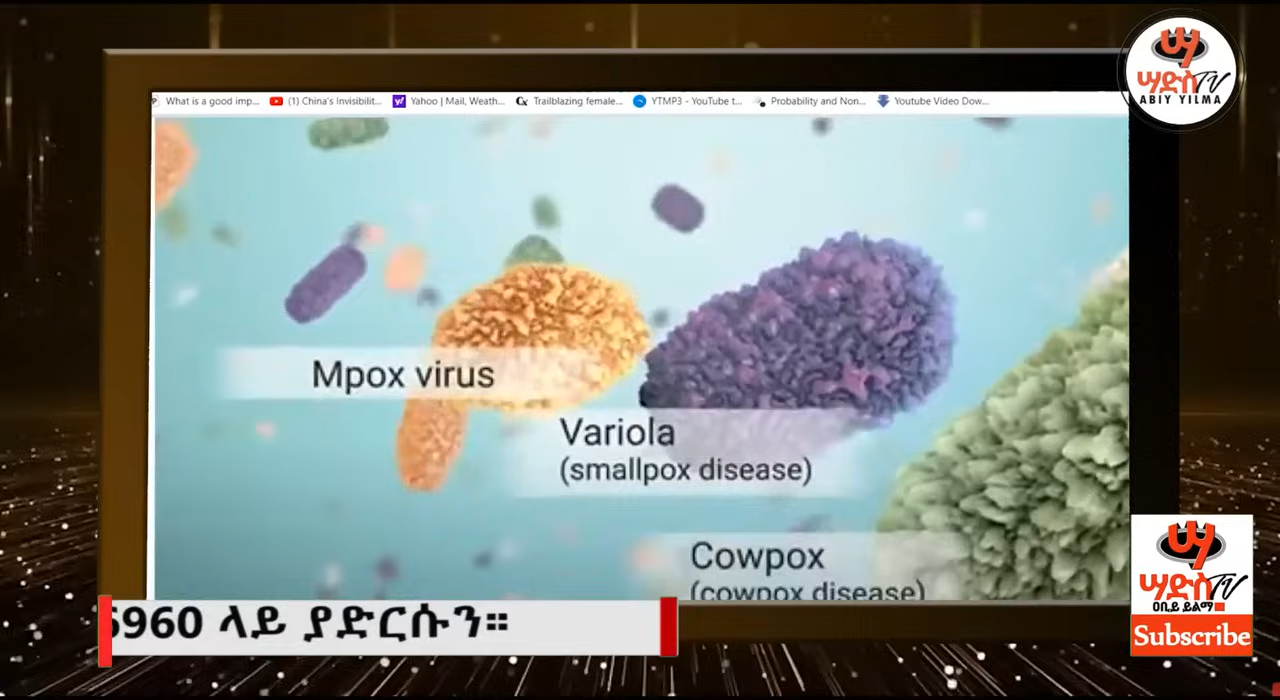 What is a good imp...
(1) China's Invisibilit...
Yahoo | Mail, Weath...
Trailblazing female...
YTMP3 - YouTube t...
Probability and Non...
Youtube Video Dow...
ሣድስTV
ABIY YILMA
Mpox virus
Variola
(smallpox disease)
Cowpox
(cowpox disease)
6960 ላይ ያድርሱን።
ሣድስTV
ዐቢይ ይልማ
Subscribe